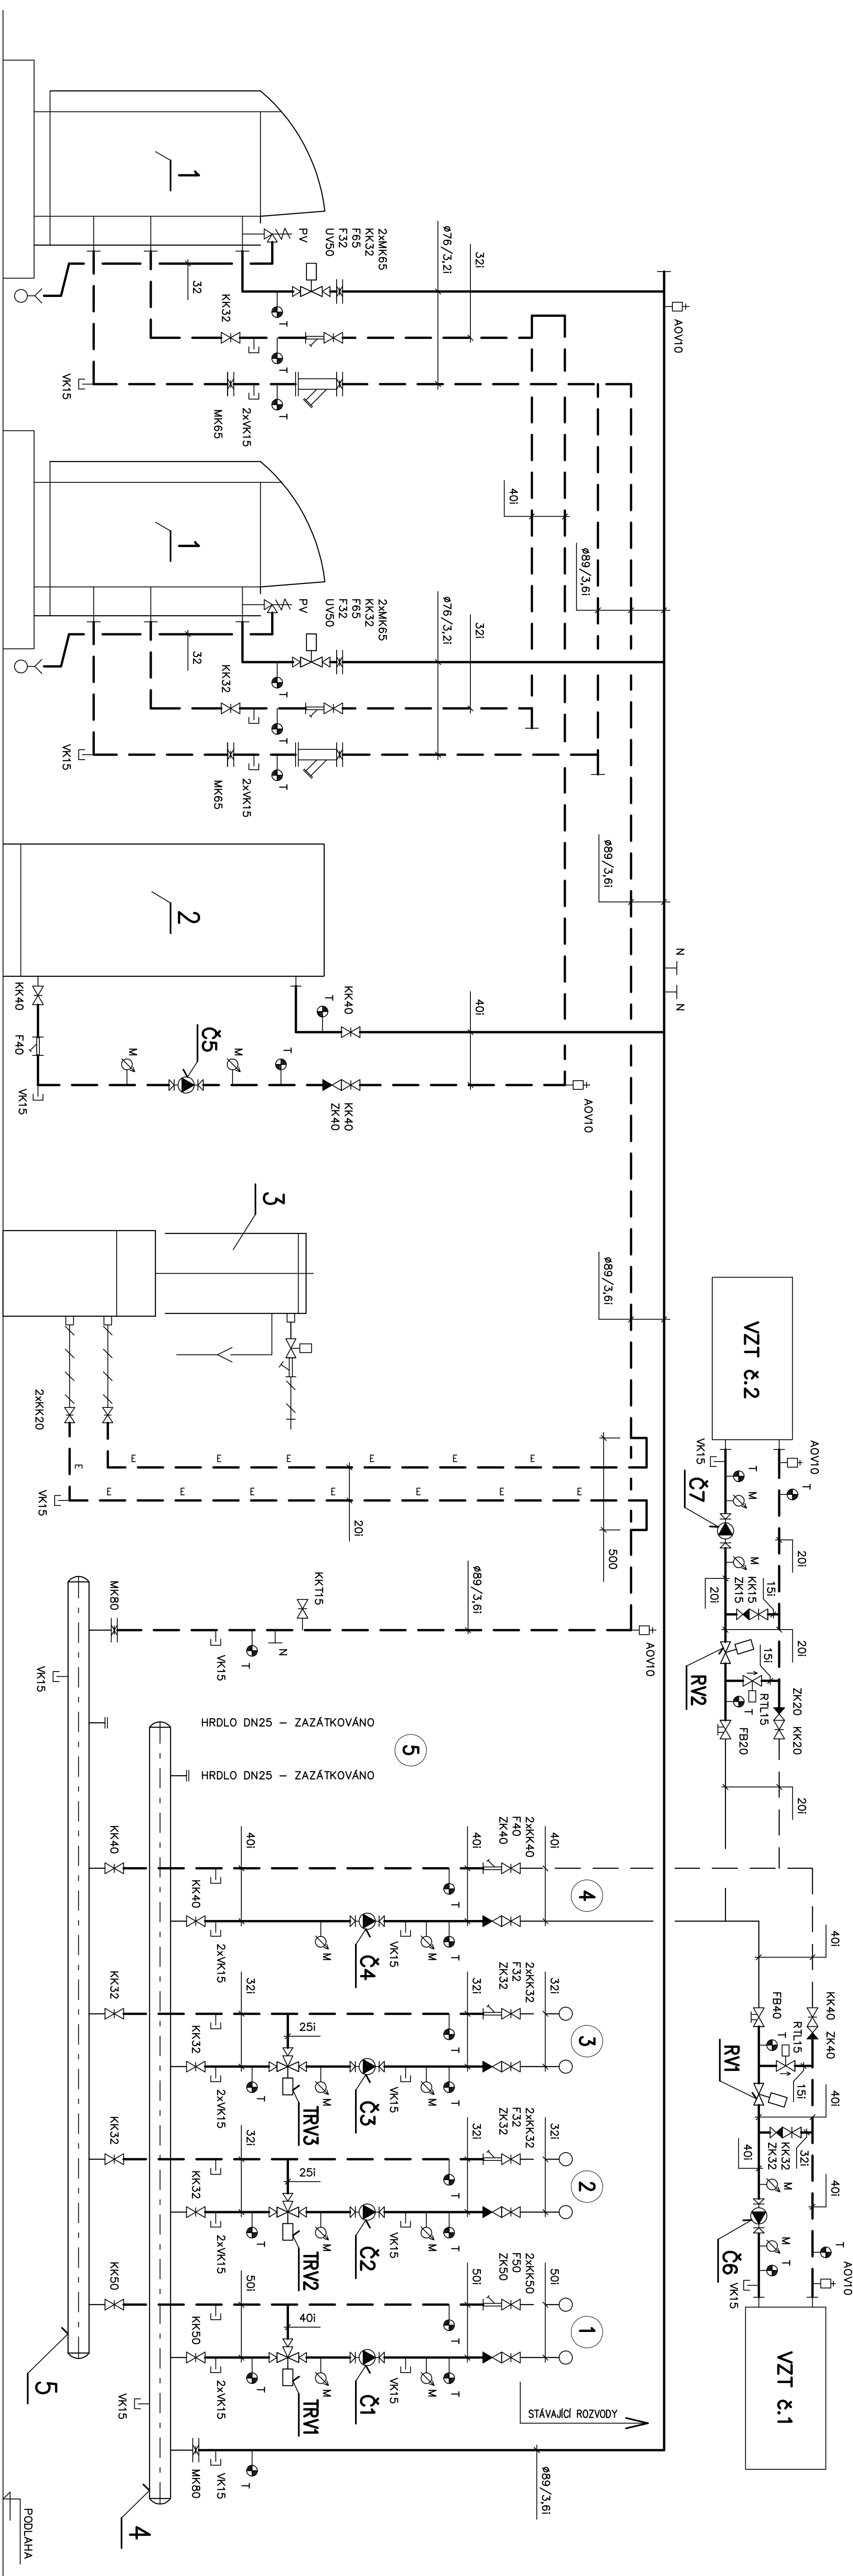 1
32
PV
2xMK65
KK32
F65
F32
UV50
ø76/3,2i
32i
KK32
T
T
T
VK15
MK65
2xVK15
AOV10
40i
ø89/3,6i
1
32
PV
2xMK65
KK32
F65
F32
UV50
ø76/3,2i
32i
KK32
T
T
T
VK15
MK65
2xVK15
ø89/3,6i
N
N
2
KK40
F40
VK15
T
KK40
40i
M
Č5
M
T
KK40
ZK40
AOV10
3
2xKK20
E
E
E
E
E
E
E
E
E
E
E
E
E
E
VK15
20i
500
ø89/3,6i
VZT č.2
AOV10
T
VK15
T
M
Č7
M
20i
20i
15i
KK15
ZK15
20i
15i
RV2
RTL15
T
ZK20
KK20
FB20
20i
MK80
VK15
T
N
KKT15
ø89/3,6i
AOV10
VK15
HRDLO DN25 – ZAZÁTKOVÁNO
HRDLO DN25 – ZAZÁTKOVÁNO
5
KK40
KK40
2xVK15
40i
M
Č4
VK15
M
T
T
40i
2xKK40
F40
ZK40
40i
4
KK32
KK32
2xVK15
T
32i
25i
TRV3
M
Č3
VK15
M
T
T
32i
2xKK32
F32
ZK32
32i
3
KK32
KK32
2xVK15
T
32i
25i
TRV2
M
Č2
VK15
M
T
T
32i
2xKK32
F32
ZK32
32i
2
KK50
KK50
2xVK15
T
50i
40i
TRV1
M
Č1
VK15
M
T
T
50i
2xKK50
F50
ZK50
50i
1
STÁVAJÍCÍ ROZVODY
40i
KK40
ZK40
FB40
T
RTL15
15i
RV1
40i
32i
KK32
ZK32
40i
40i
M
Č6
M
T
VK15
T
AOV10
VZT č.1
5
VK15
MK80
VK15
T
ø89/3,6i
4
PODLAHA